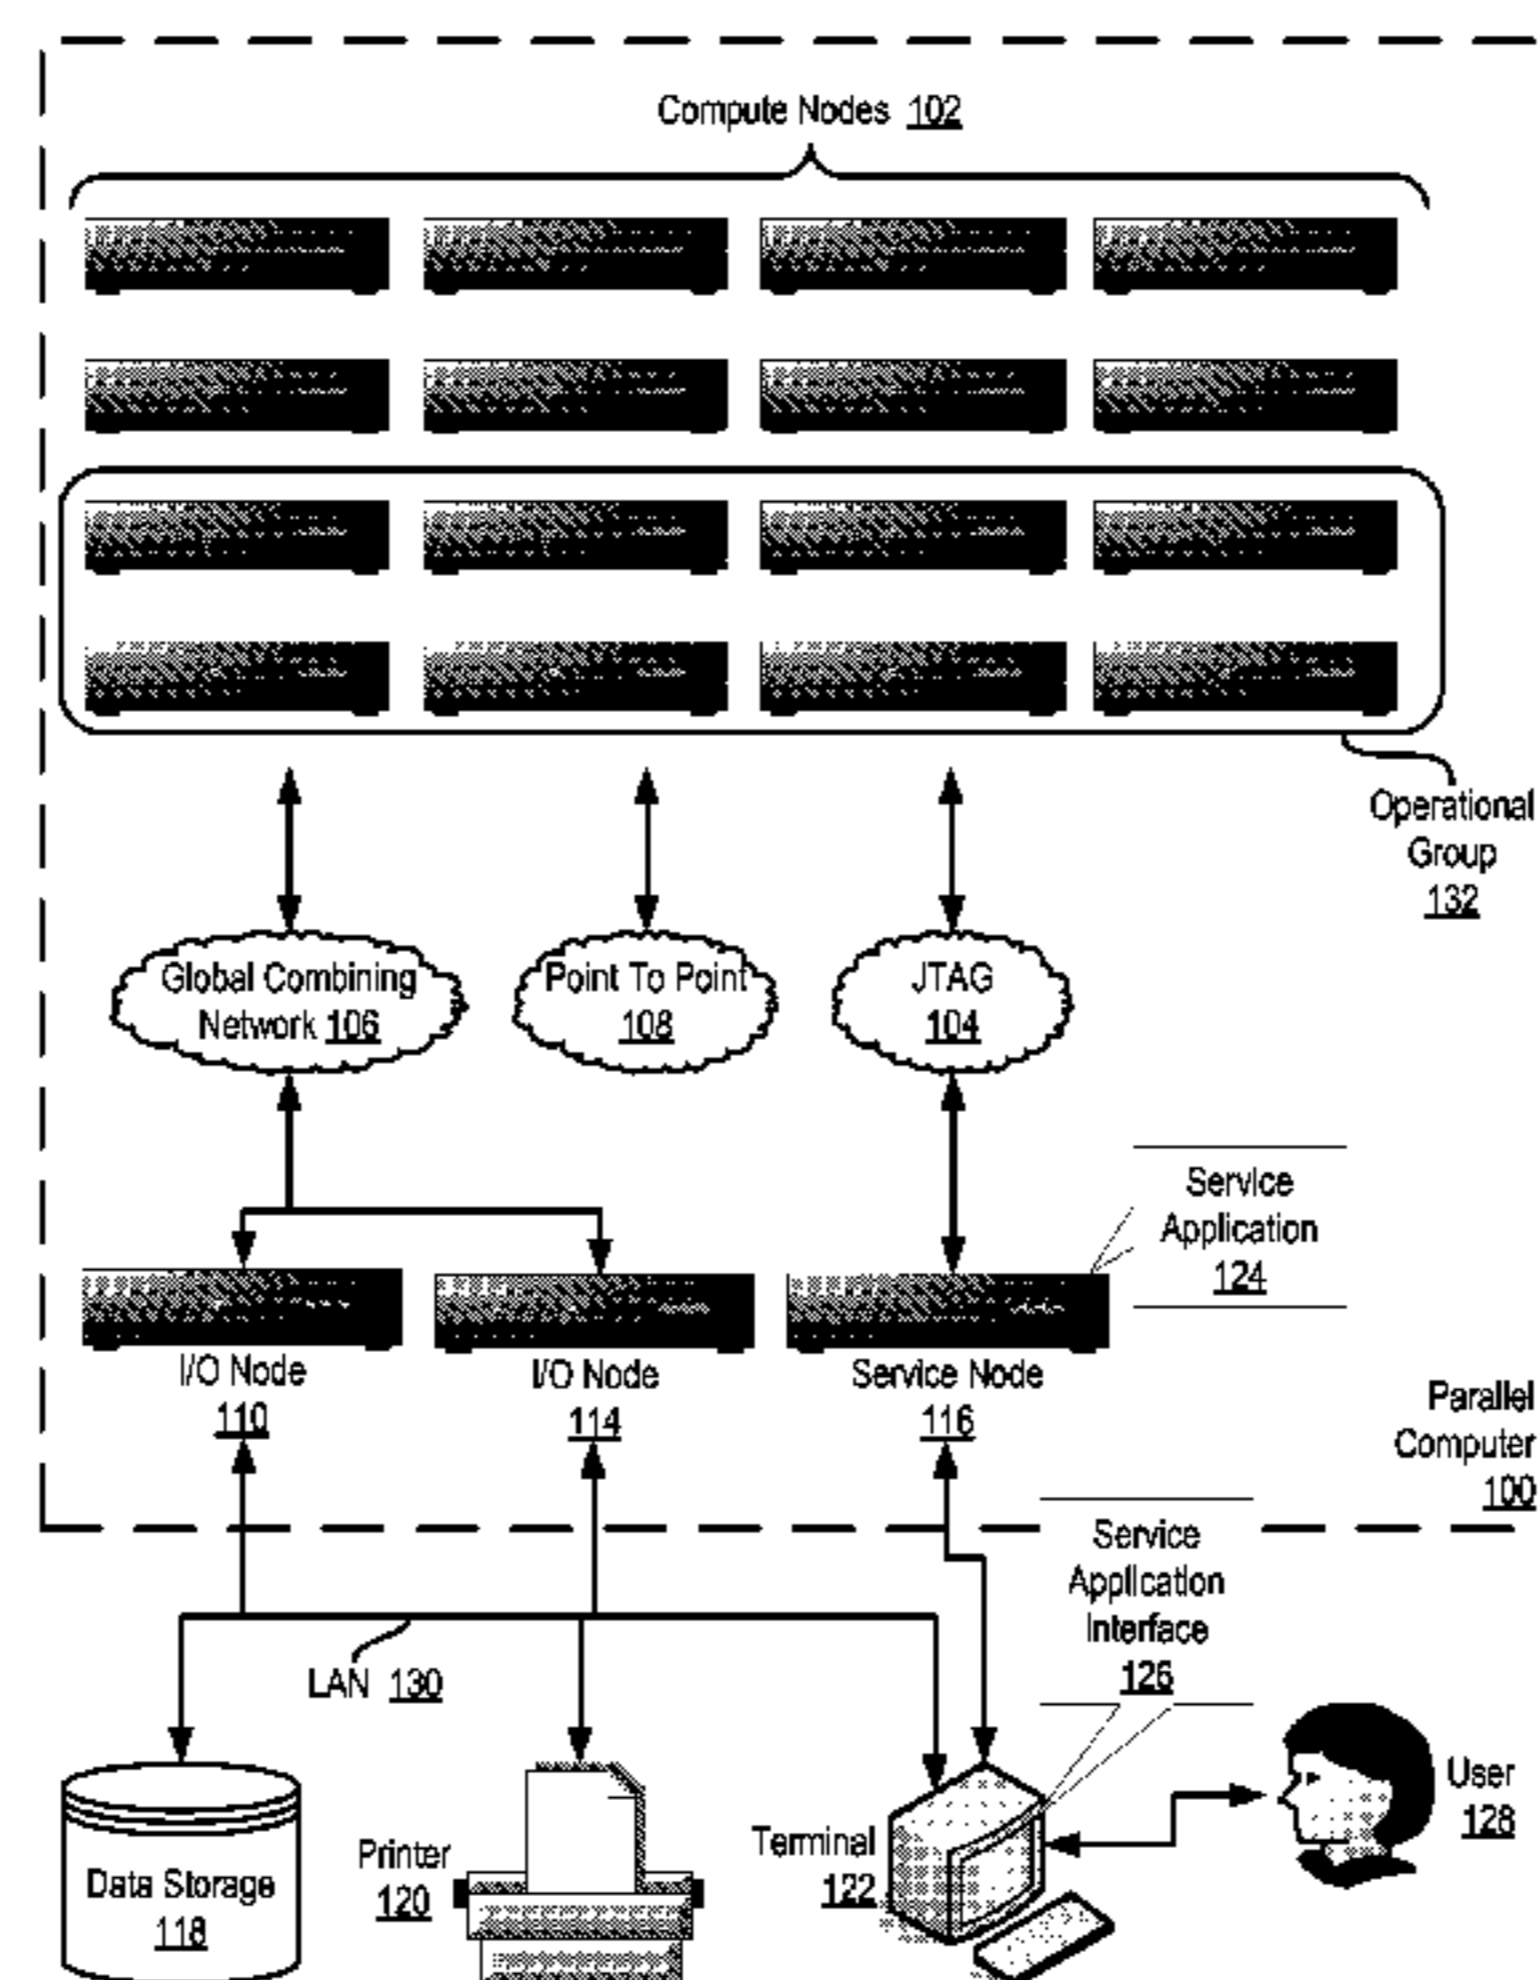 Compute Nodes 102
Operational
Group
132
Global Combining
Network 106
Point To Point
108
JTAG
104
Service
Application
124
I/O Node
110
I/O Node
114
Service Node
116
Parallel
Computer
100
Service
Application
Interface
126
LAN 130
Data Storage
118
Printer
120
Terminal
122
User
128